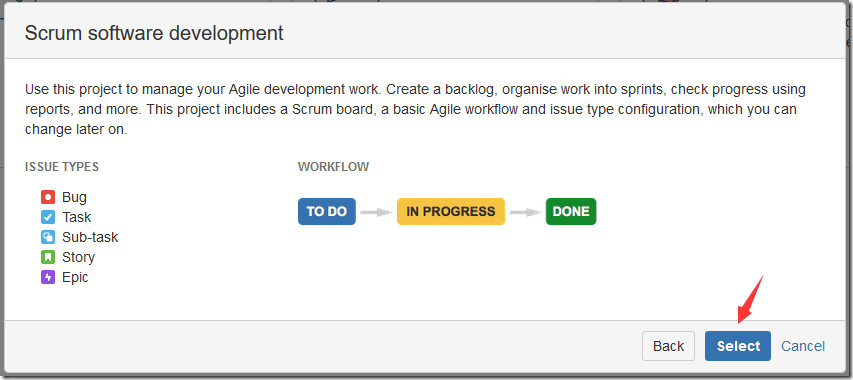 Scrum software development
Use this project to manage your Agile development work. Create a backlog, organise work into sprints, check progress using
reports, and more. This project includes a Scrum board, a basic Agile workflow and issue type configuration, which you can
change later on.
ISSUE TYPES
Bug
Task
Sub-task
Story
Epic
WORKFLOW
TO DO
IN PROGRESS
DONE
Back
Select
Cancel